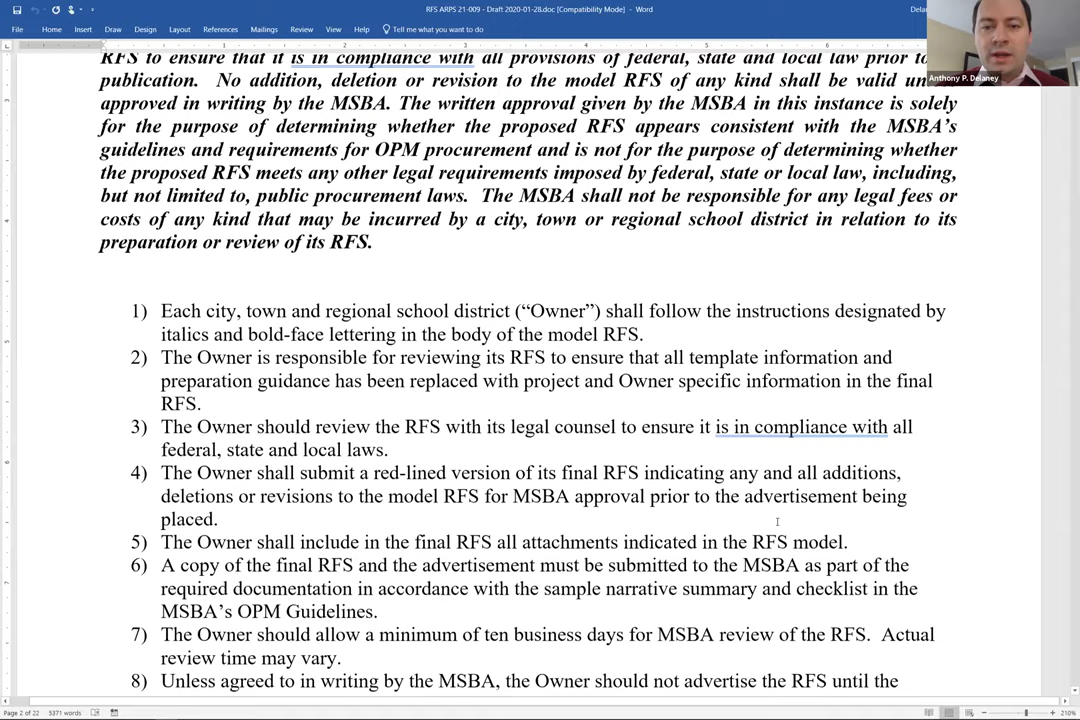 RFS ARPS 21-009 - Draft 2020-01-28.doc [Compatibility Mode] - Word
Delaney
File Home Insert Draw Design Layout References Mailings Review View Help Tell me what you want to do
Anthony P. Delaney
RFS to ensure that it is in compliance with all provisions of federal, state and local law prior to
publication. No addition, deletion or revision to the model RFS of any kind shall be valid
approved in writing by the MSBA. The written approval given by the MSBA in this instance is solely
for the purpose of determining whether the proposed RFS appears consistent with the MSBA's
guidelines and requirements for OPM procurement and is not for the purpose of determining whether
the proposed RFS meets any other legal requirements imposed by federal, state or local law, including,
but not limited to, public procurement laws. The MSBA shall not be responsible for any legal fees or
costs of any kind that may be incurred by a city, town or regional school district in relation to its
preparation or review of its RFS.
1) Each city, town and regional school district (“Owner”) shall follow the instructions designated by
italics and bold-face lettering in the body of the model RFS.
2) The Owner is responsible for reviewing its RFS to ensure that all template information and
preparation guidance has been replaced with project and Owner specific information in the final
RFS.
3) The Owner should review the RFS with its legal counsel to ensure it is in compliance with all
federal, state and local laws.
4) The Owner shall submit a red-lined version of its final RFS indicating any and all additions,
deletions or revisions to the model RFS for MSBA approval prior to the advertisement being
placed.
5) The Owner shall include in the final RFS all attachments indicated in the RFS model.
6) A copy of the final RFS and the advertisement must be submitted to the MSBA as part of the
required documentation in accordance with the sample narrative summary and checklist in the
MSBA's OPM Guidelines.
7) The Owner should allow a minimum of ten business days for MSBA review of the RFS. Actual
review time may vary.
8) Unless agreed to in writing by the MSBA, the Owner should not advertise the RFS until the
Page 2 of 22 5371 words
210%